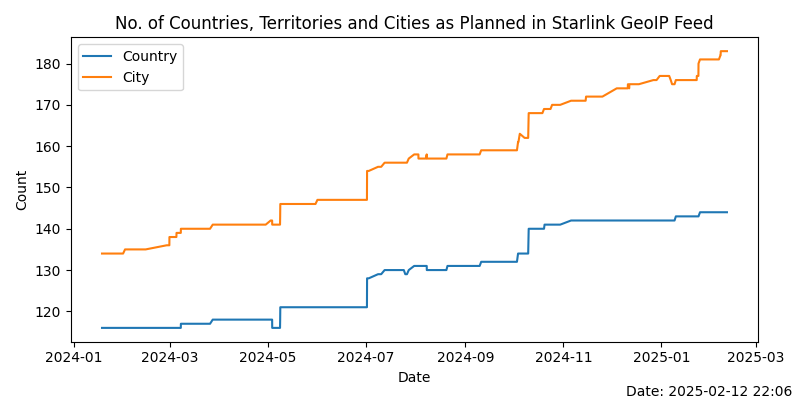 No. of Countries, Territories and Cities as Planned in Starlink GeoIP Feed
Country
City
Count
180
170
160
150
140
130
120
2024-01 2024-03 2024-05 2024-07 2024-09 2024-11 2025-01 2025-03
Date
Date: 2025-02-12 22:06